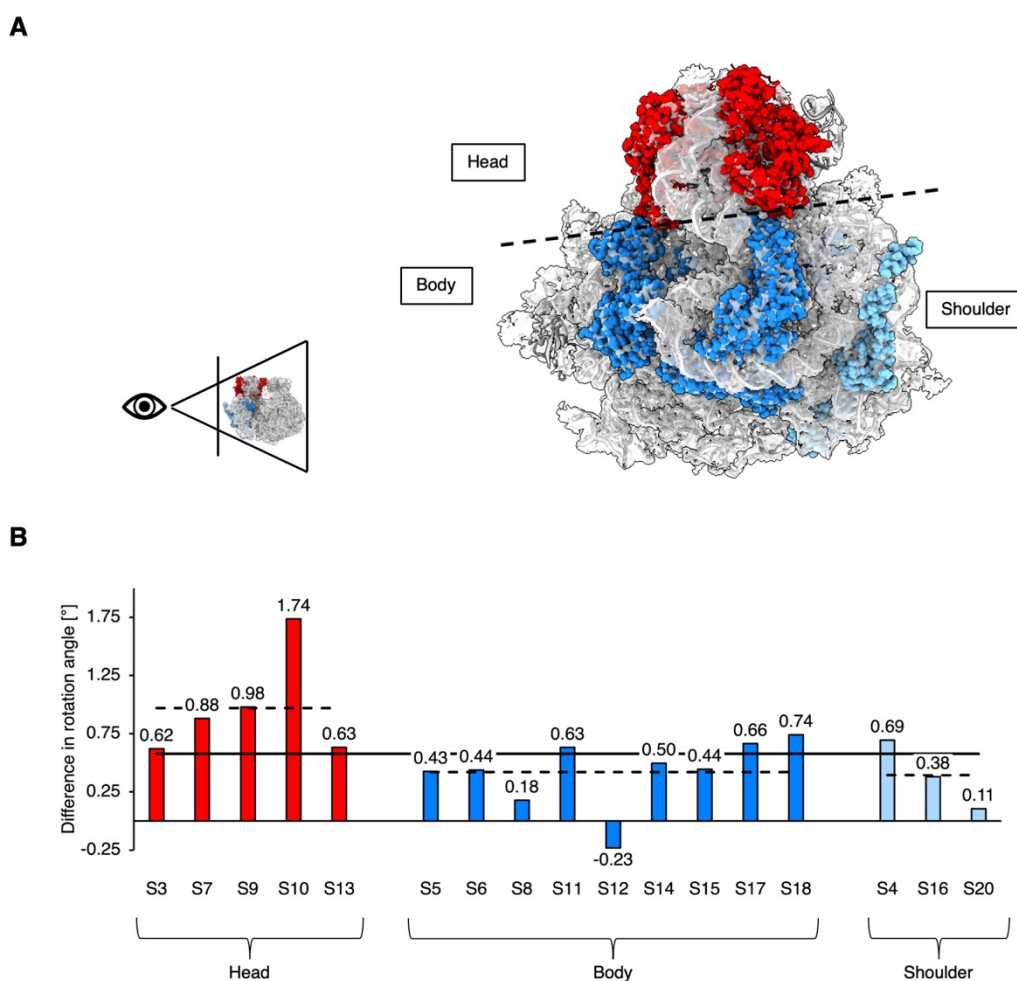 A
Head
Body
Shoulder
B
Difference in rotation angle [°]
1.75
1.25
0.75
0.25
-0.25
0.62
0.88
0.98
1.74
0.63
0.43
0.44
0.18
0.63
-0.23
0.50
0.44
0.66
0.74
0.69
0.38
0.11
S3 S7 S9 S10 S13 S5 S6 S8 S11 S12 S14 S15 S17 S18 S4 S16 S20
Head Body Shoulder